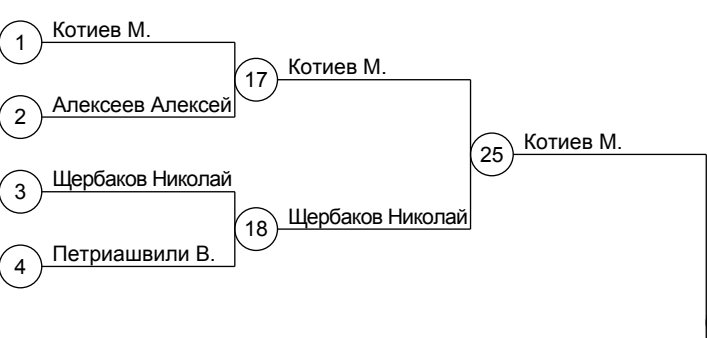 Котиев М.
1
Котиев М.
17
Алексеев Алексей
2
Котиев М.
25
Щербаков Николай
3
Щербаков Николай
18
Петриашвили В.
4